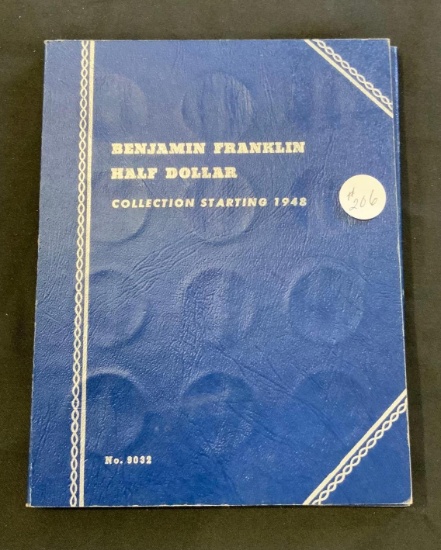 BENJAMIN FRANKLIN
HALF DOLLAR
COLLECTION STARTING 1948
# 206
No. 9032